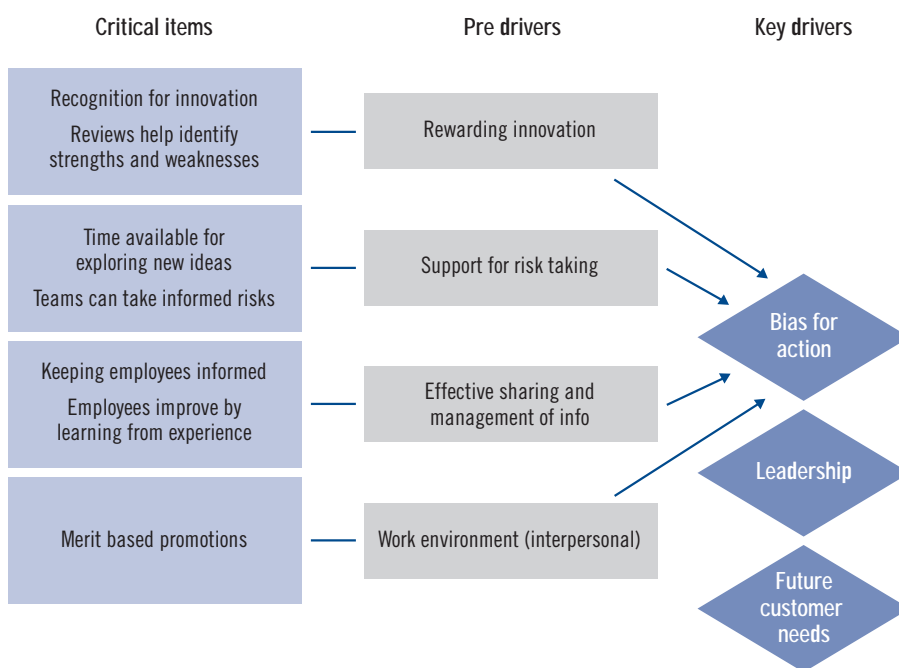 Critical items
Pre drivers
Key drivers
Recognition for innovation
Reviews help identify
strengths and weaknesses
Rewarding innovation
Time available for
exploring new ideas
Teams can take informed risks
Support for risk taking
Bias for
action
Keeping employees informed
Employees improve by
learning from experience
Effective sharing and
management of info
Leadership
Merit based promotions
Work environment (interpersonal)
Future
customer
needs